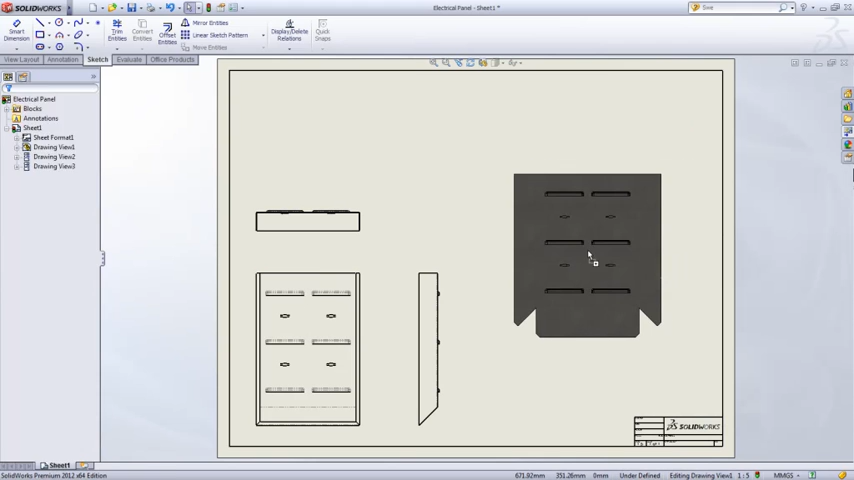 SOLIDWORKS
Electrical Panel - Sheet1 *
Swe
Smart Dimension
Trim Entities
Convert Entities
Offset Entities
Mirror Entities
Linear Sketch Pattern
Move Entities
Display/Delete Relations
Quick Snaps
View Layout Annotation Sketch Evaluate Office Products
Electrical Panel
Blocks
Annotations
Sheet1
Sheet Format1
Drawing View1
Drawing View2
Drawing View3
SOLIDWORKS
Sheet1
SolidWorks Premium 2012 x64 Edition 671.92mm 351.26mm 0mm Under Defined Editing Drawing View1 1 : 5 MMGS